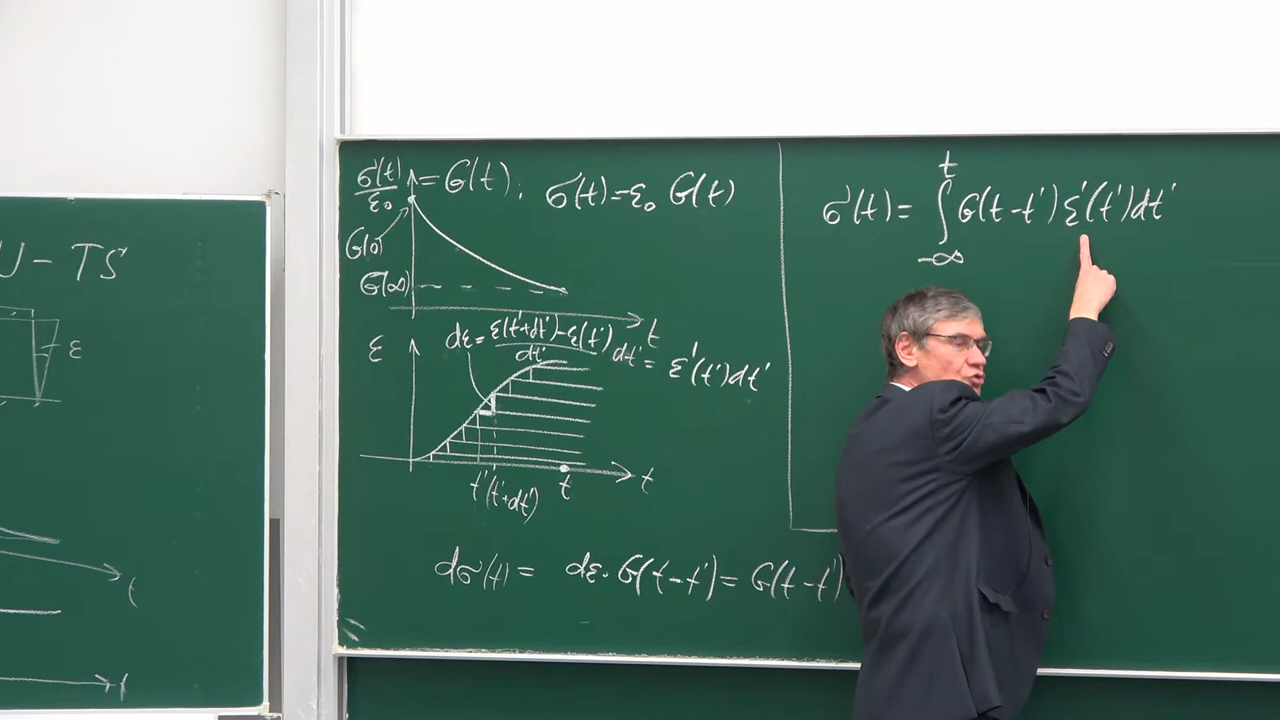 U - TS
ε
t
t
σ(t)/ε₀ = G(t); σ(t) = ε₀ G(t)
G(0)
G(∞)
t
ε
dε = (ε(t'+dt') - ε(t'))/dt' dt' = ε'(t')dt'
t' (t'+dt') t
t
dσ(t) = dε · G(t-t') = G(t-t')
σ(t) = ∫_{-∞}^{t} G(t-t') ε'(t')dt'